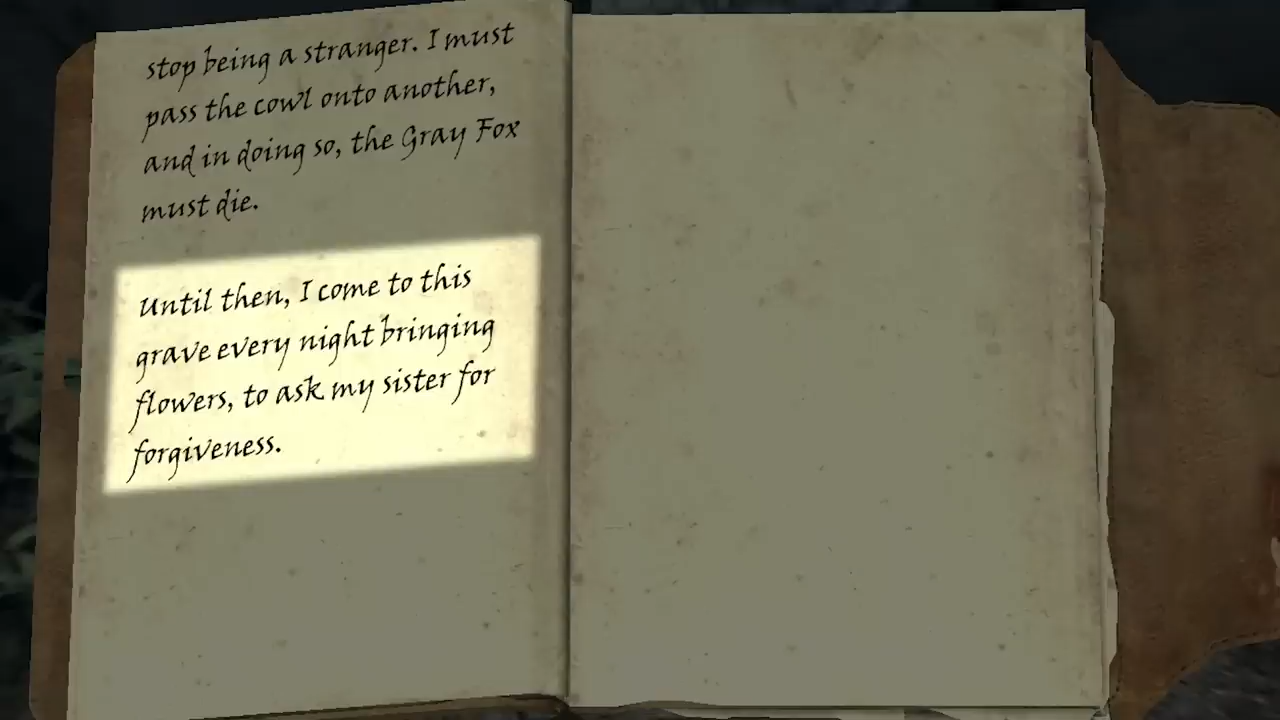 stop being a stranger. I must
pass the cowl onto another,
and in doing so, the Gray Fox
must die.
Until then, I come to this
grave every night bringing
flowers, to ask my sister for
forgiveness.